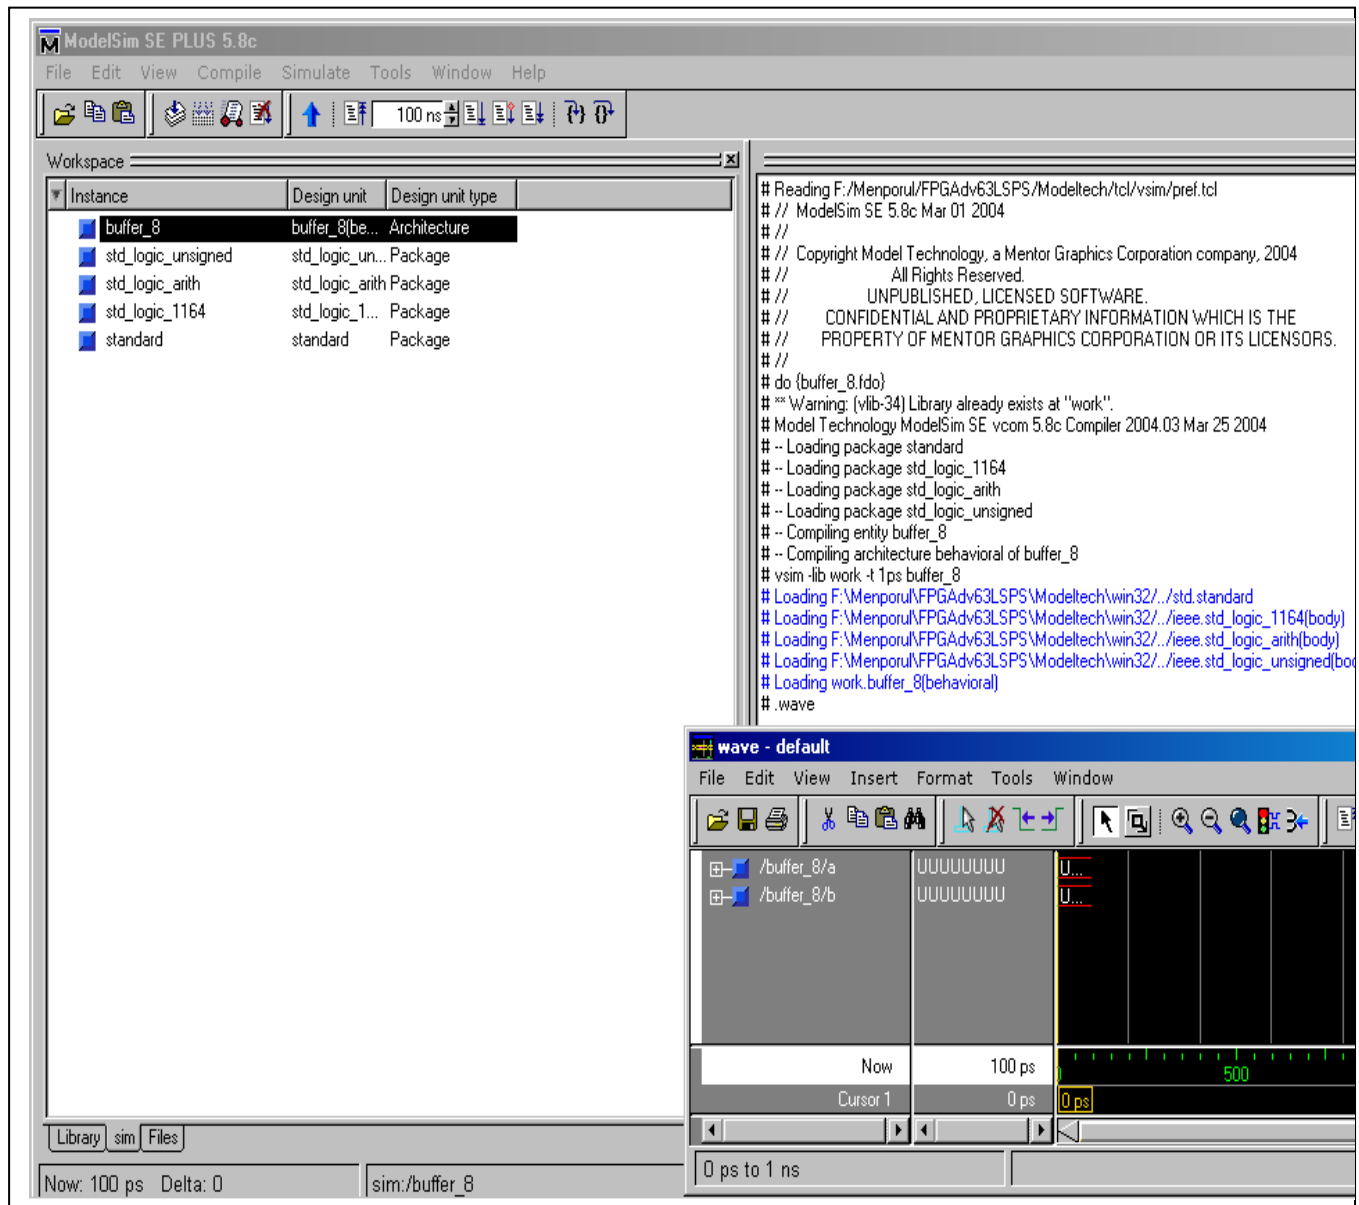 ModelSim SE PLUS 5.8c
File Edit View Compile Simulate Tools Window Help
100 ns
Workspace
Instance Design unit Design unit type
buffer_8 buffer_8(be... Architecture
std_logic_unsigned std_logic_un... Package
std_logic_arith std_logic_arith Package
std_logic_1164 std_logic_1... Package
standard standard Package
Library sim Files
Now: 100 ps Delta: 0 sim:/buffer_8
# Reading F:/Menporul/FPGAdv63LSPS/Modeltech/tcl/vsim/pref.tcl
# // ModelSim SE 5.8c Mar 01 2004
# //
# // Copyright Model Technology, a Mentor Graphics Corporation company, 2004
# // All Rights Reserved.
# // UNPUBLISHED, LICENSED SOFTWARE.
# // CONFIDENTIAL AND PROPRIETARY INFORMATION WHICH IS THE
# // PROPERTY OF MENTOR GRAPHICS CORPORATION OR ITS LICENSORS.
# //
# do {buffer_8.fdo}
# ** Warning: (vlib-34) Library already exists at "work".
# Model Technology ModelSim SE vcom 5.8c Compiler 2004.03 Mar 25 2004
# -- Loading package standard
# -- Loading package std_logic_1164
# -- Loading package std_logic_arith
# -- Loading package std_logic_unsigned
# -- Compiling entity buffer_8
# -- Compiling architecture behavioral of buffer_8
# vsim -lib work -t 1ps buffer_8
# Loading F:\Menporul\FPGAdv63LSPS\Modeltech\win32/../std.standard
# Loading F:\Menporul\FPGAdv63LSPS\Modeltech\win32/../ieee.std_logic_1164(body)
# Loading F:\Menporul\FPGAdv63LSPS\Modeltech\win32/../ieee.std_logic_arith(body)
# Loading F:\Menporul\FPGAdv63LSPS\Modeltech\win32/../ieee.std_logic_unsigned(bo
# Loading work.buffer_8(behavioral)
# .wave
wave - default
File Edit View Insert Format Tools Window
/buffer_8/a UUUUUUUU U...
/buffer_8/b UUUUUUUU U...
Now 100 ps 500
Cursor 1 0 ps 0 ps
0 ps to 1 ns